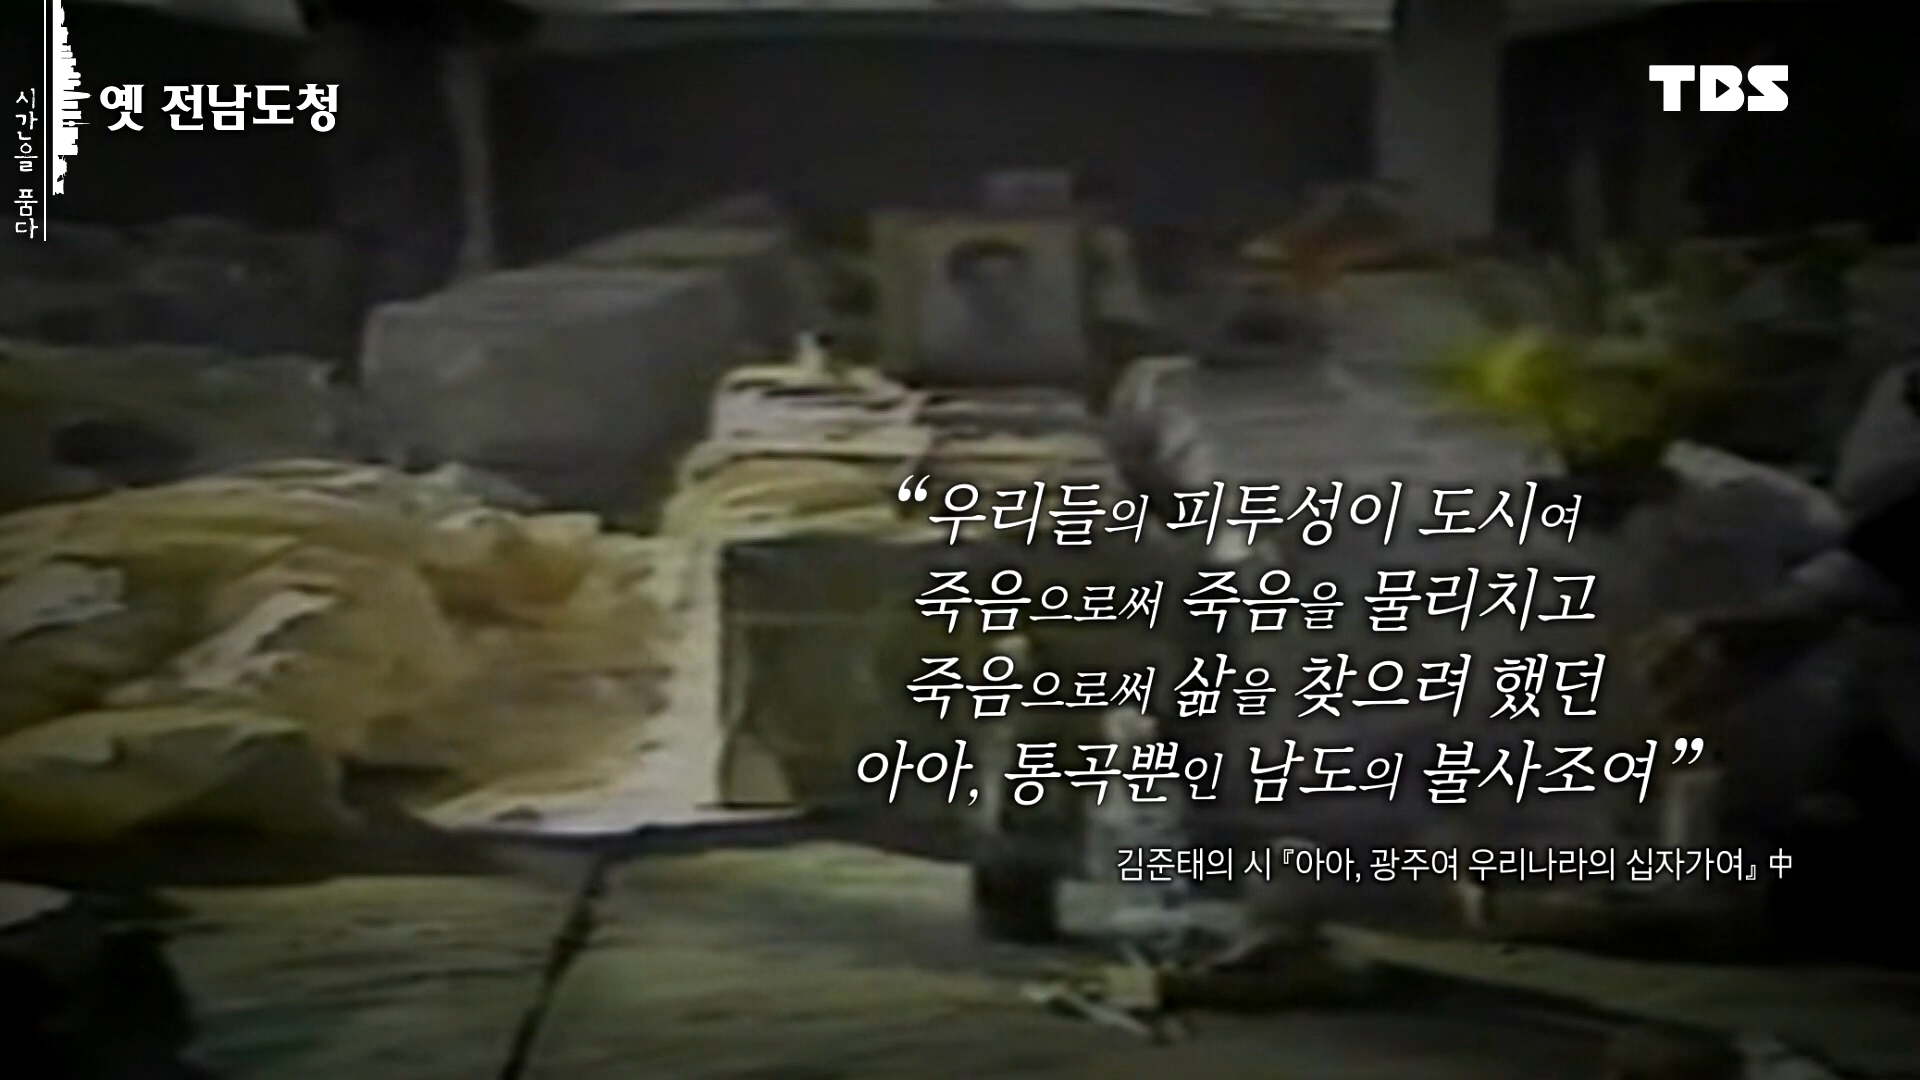 시간을 품다
옛 전남도청
TBS
“우리들의 피투성이 도시여
죽음으로써 죽음을 물리치고
죽음으로써 삶을 찾으려 했던
아아, 통곡뿐인 남도의 불사조여”
김준태의 시 『아아, 광주여 우리나라의 십자가여』 中